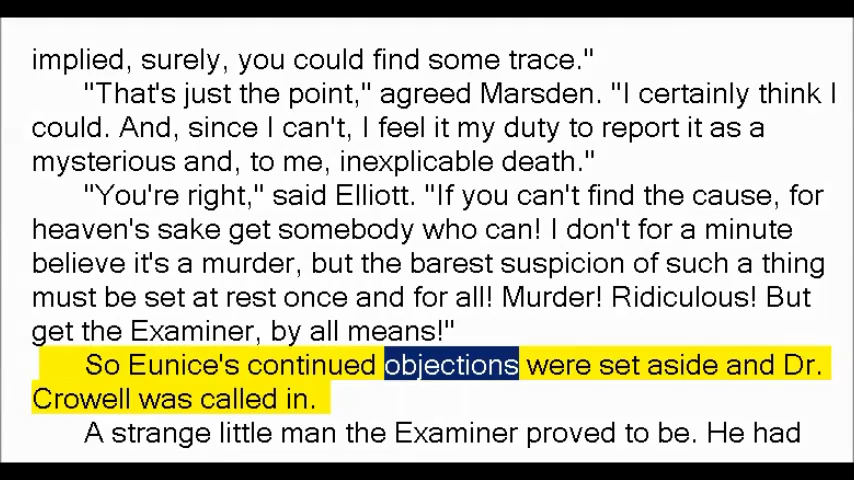 implied, surely, you could find some trace."
"That's just the point," agreed Marsden. "I certainly think I
could. And, since I can't, I feel it my duty to report it as a
mysterious and, to me, inexplicable death."
"You're right," said Elliott. "If you can't find the cause, for
heaven's sake get somebody who can! I don't for a minute
believe it's a murder, but the barest suspicion of such a thing
must be set at rest once and for all! Murder! Ridiculous! But
get the Examiner, by all means!"
So Eunice's continued objections were set aside and Dr.
Crowell was called in.
A strange little man the Examiner proved to be. He had